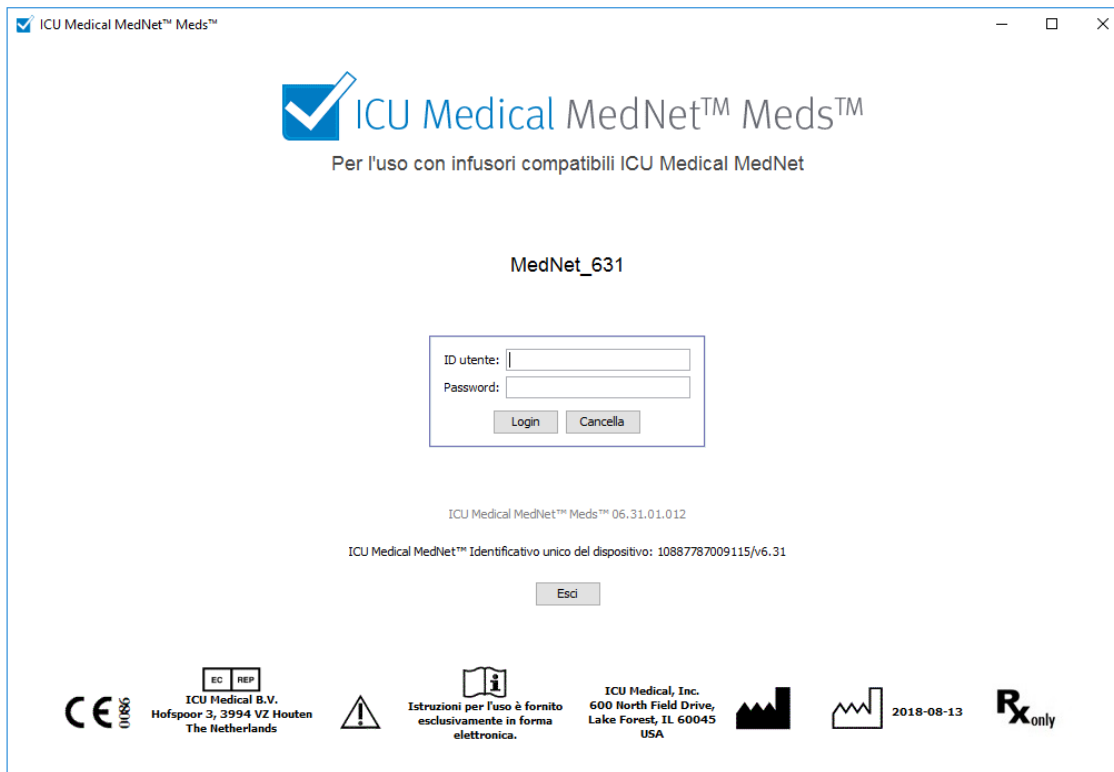 ICU Medical MedNet™ Meds™
ICU Medical MedNet™ Meds™
Per l'uso con infusori compatibili ICU Medical MedNet
MedNet_631
ID utente:
Password:
Login Cancella
ICU Medical MedNet™ Meds™ 06.31.01.012
ICU Medical MedNet™ Identificativo unico del dispositivo: 10887787009115/v6.31
Esci
CE 0086
EC REP
ICU Medical B.V.
Hofspoor 3, 3994 VZ Houten
The Netherlands
Istruzioni per l'uso è fornito
esclusivamente in forma
elettronica.
ICU Medical, Inc.
600 North Field Drive,
Lake Forest, IL 60045
USA
2018-08-13
Rx only